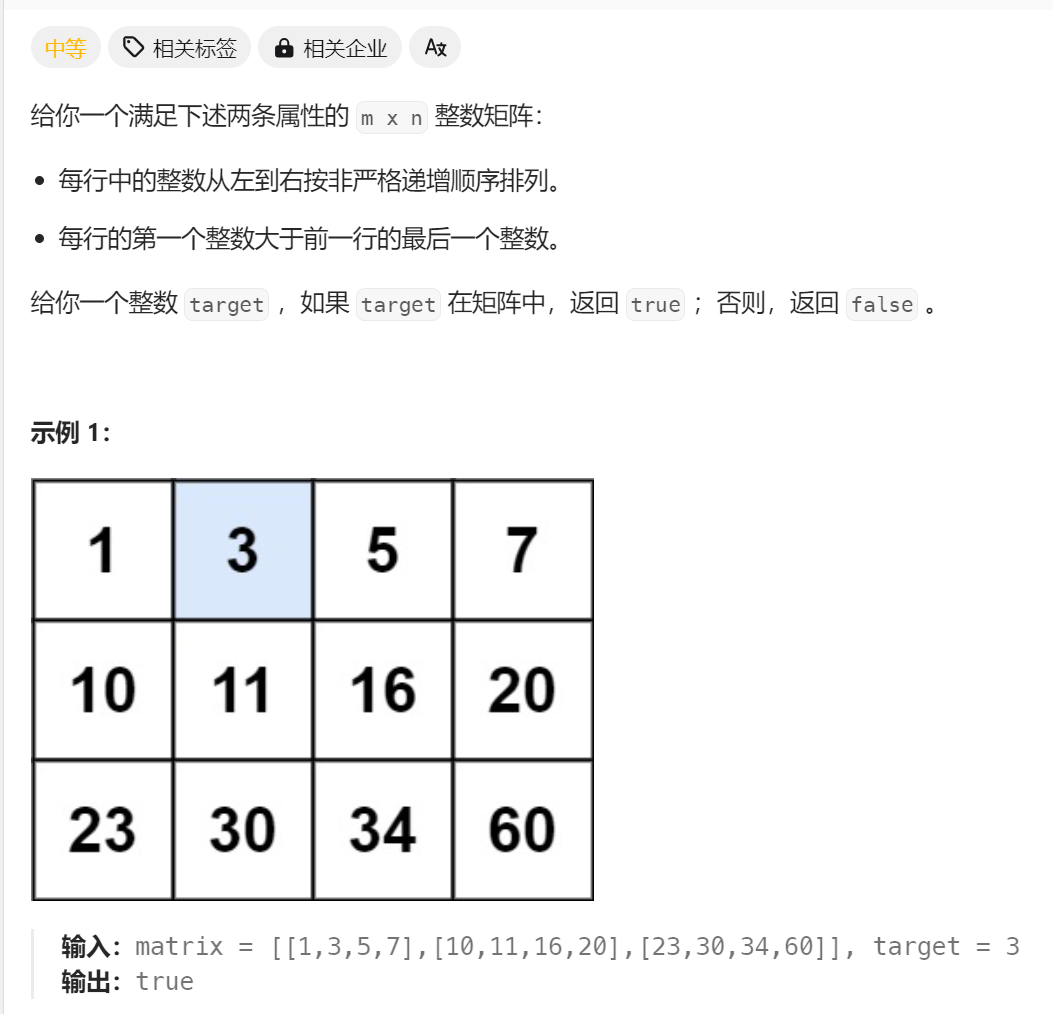 中等 相关标签 相关企业 A文
给你一个满足下述两条属性的 m x n 整数矩阵：
• 每行中的整数从左到右按非严格递增顺序排列。
• 每行的第一个整数大于前一行的最后一个整数。
给你一个整数 target ，如果 target 在矩阵中，返回 true ；否则，返回 false 。
示例 1：
1 3 5 7
10 11 16 20
23 30 34 60
输入：matrix = [[1,3,5,7],[10,11,16,20],[23,30,34,60]], target = 3
输出：true